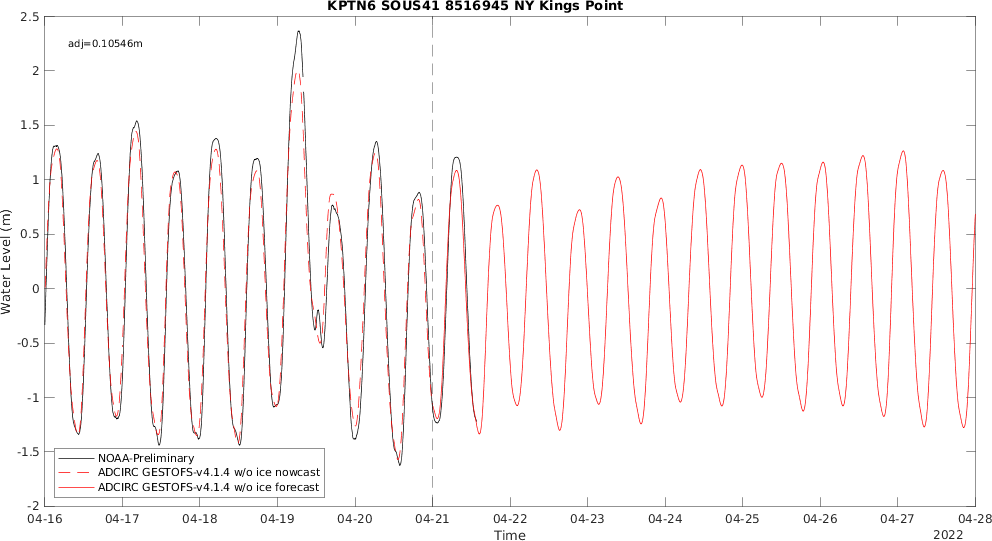 KPTN6 SOUS41 8516945 NY Kings Point
adj=0.10546m
2.5
2
1.5
1
0.5
0
-0.5
-1
-1.5
-2
Water Level (m)
NOAA-Preliminary
ADCIRC GESTOFS-v4.1.4 w/o ice nowcast
ADCIRC GESTOFS-v4.1.4 w/o ice forecast
04-16 04-17 04-18 04-19 04-20 04-21 04-22 04-23 04-24 04-25 04-26 04-27 04-28
Time
2022